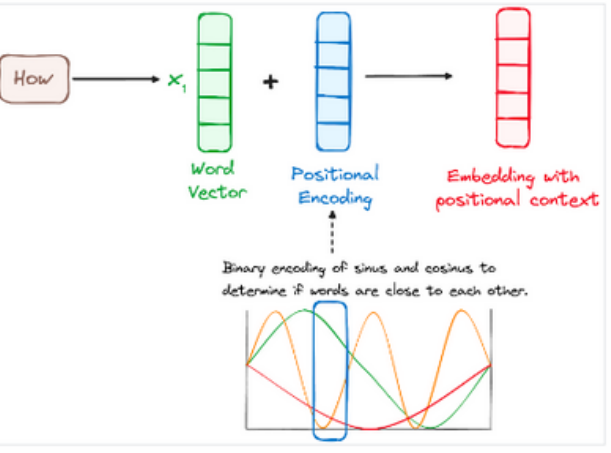 How
x₁
+
Word
Vector
Positional
Encoding
Embedding with
positional context
Binary encoding of sinus and cosinus to
determine if words are close to each other.